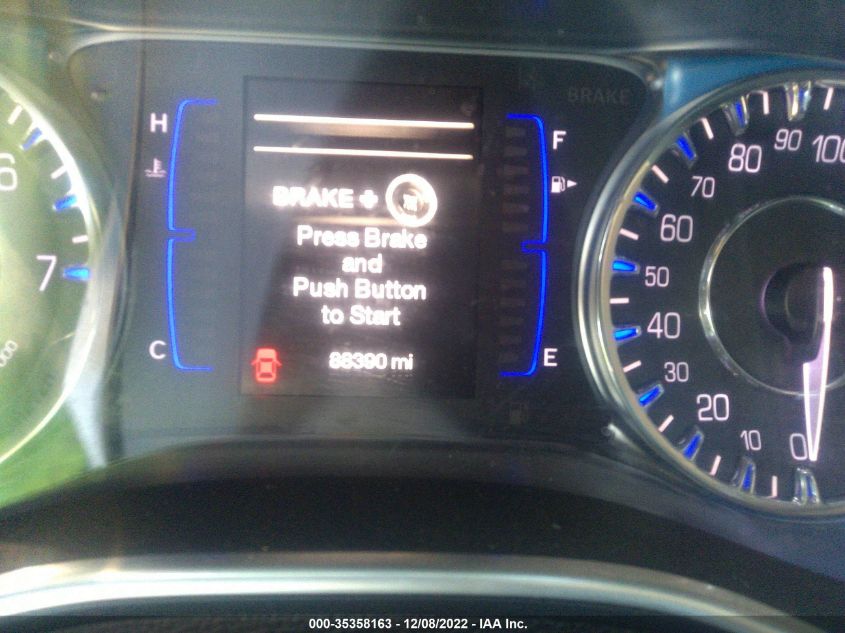 BRAKE
H
F
BRAKE +
Press Brake
and
Push Button
to Start
88390 mi
C
E
6
7
000
0
10
20
30
40
50
60
70
80
90
100
000-35358163 - 12/08/2022 - IAA Inc.